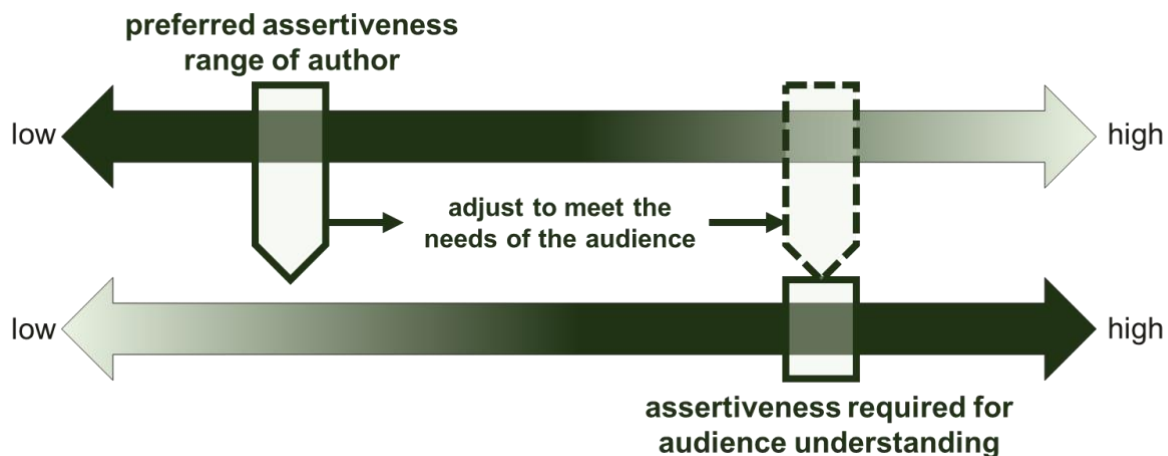 preferred assertiveness
range of author
low
high
adjust to meet the
needs of the audience
low
high
assertiveness required for
audience understanding